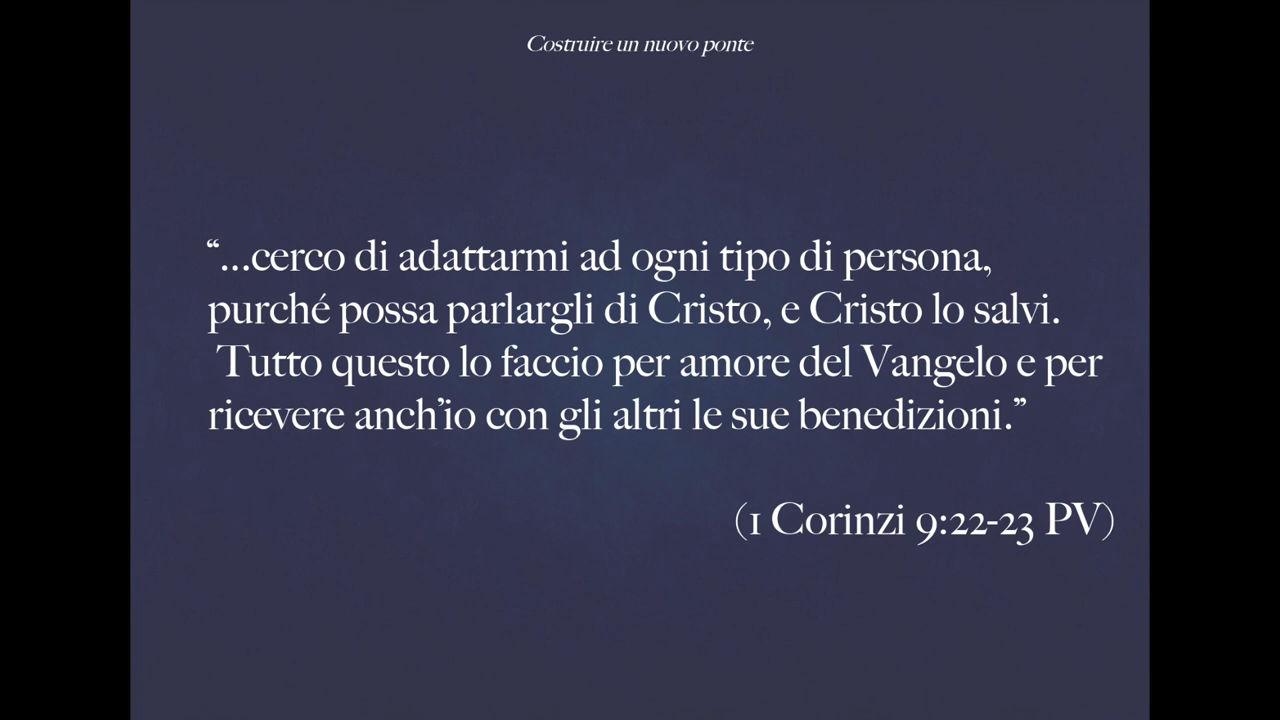 Costruire un nuovo ponte
“...cerco di adattarmi ad ogni tipo di persona,
purché possa parlargli di Cristo, e Cristo lo salvi.
Tutto questo lo faccio per amore del Vangelo e per
ricevere anch’io con gli altri le sue benedizioni.”
(1 Corinzi 9:22-23 PV)